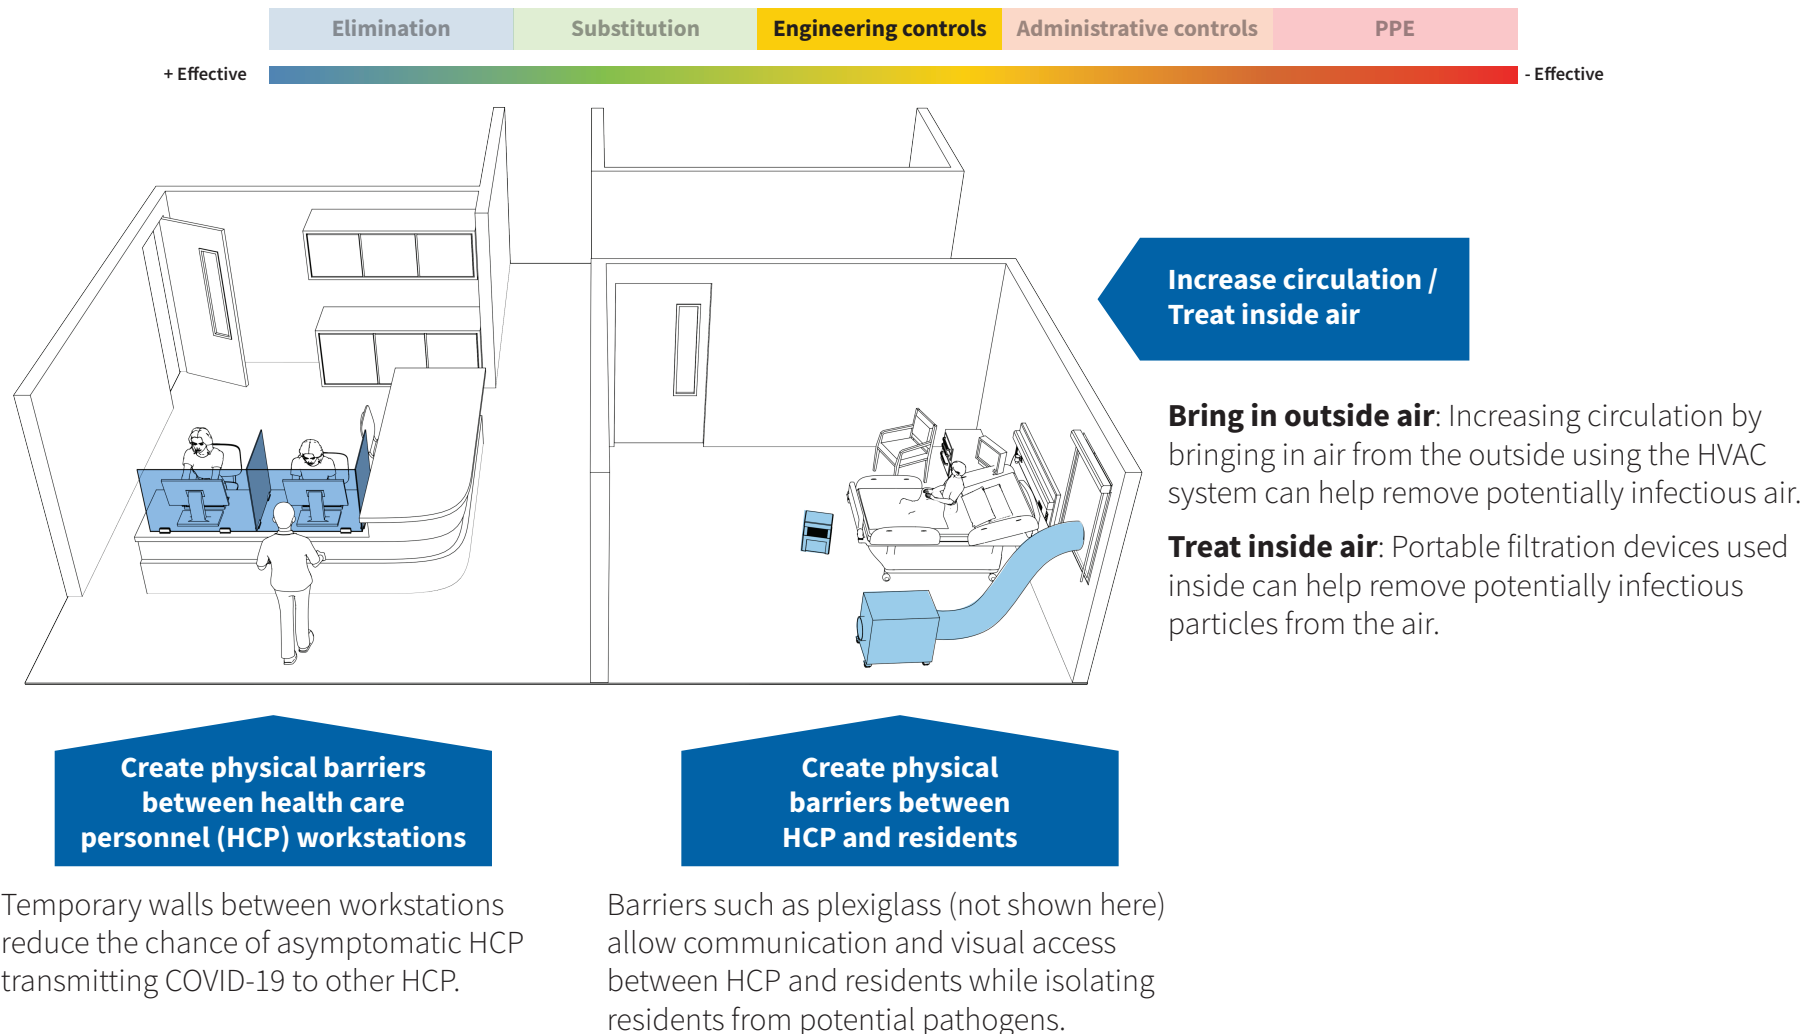 Elimination
Substitution
Engineering controls
Administrative controls
PPE
+ Effective
- Effective
Increase circulation /
Treat inside air
Bring in outside air: Increasing circulation by
bringing in air from the outside using the HVAC
system can help remove potentially infectious air.
Treat inside air: Portable filtration devices used
inside can help remove potentially infectious
particles from the air.
Create physical barriers
between health care
personnel (HCP) workstations
Temporary walls between workstations
reduce the chance of asymptomatic HCP
transmitting COVID-19 to other HCP.
Create physical
barriers between
HCP and residents
Barriers such as plexiglass (not shown here)
allow communication and visual access
between HCP and residents while isolating
residents from potential pathogens.